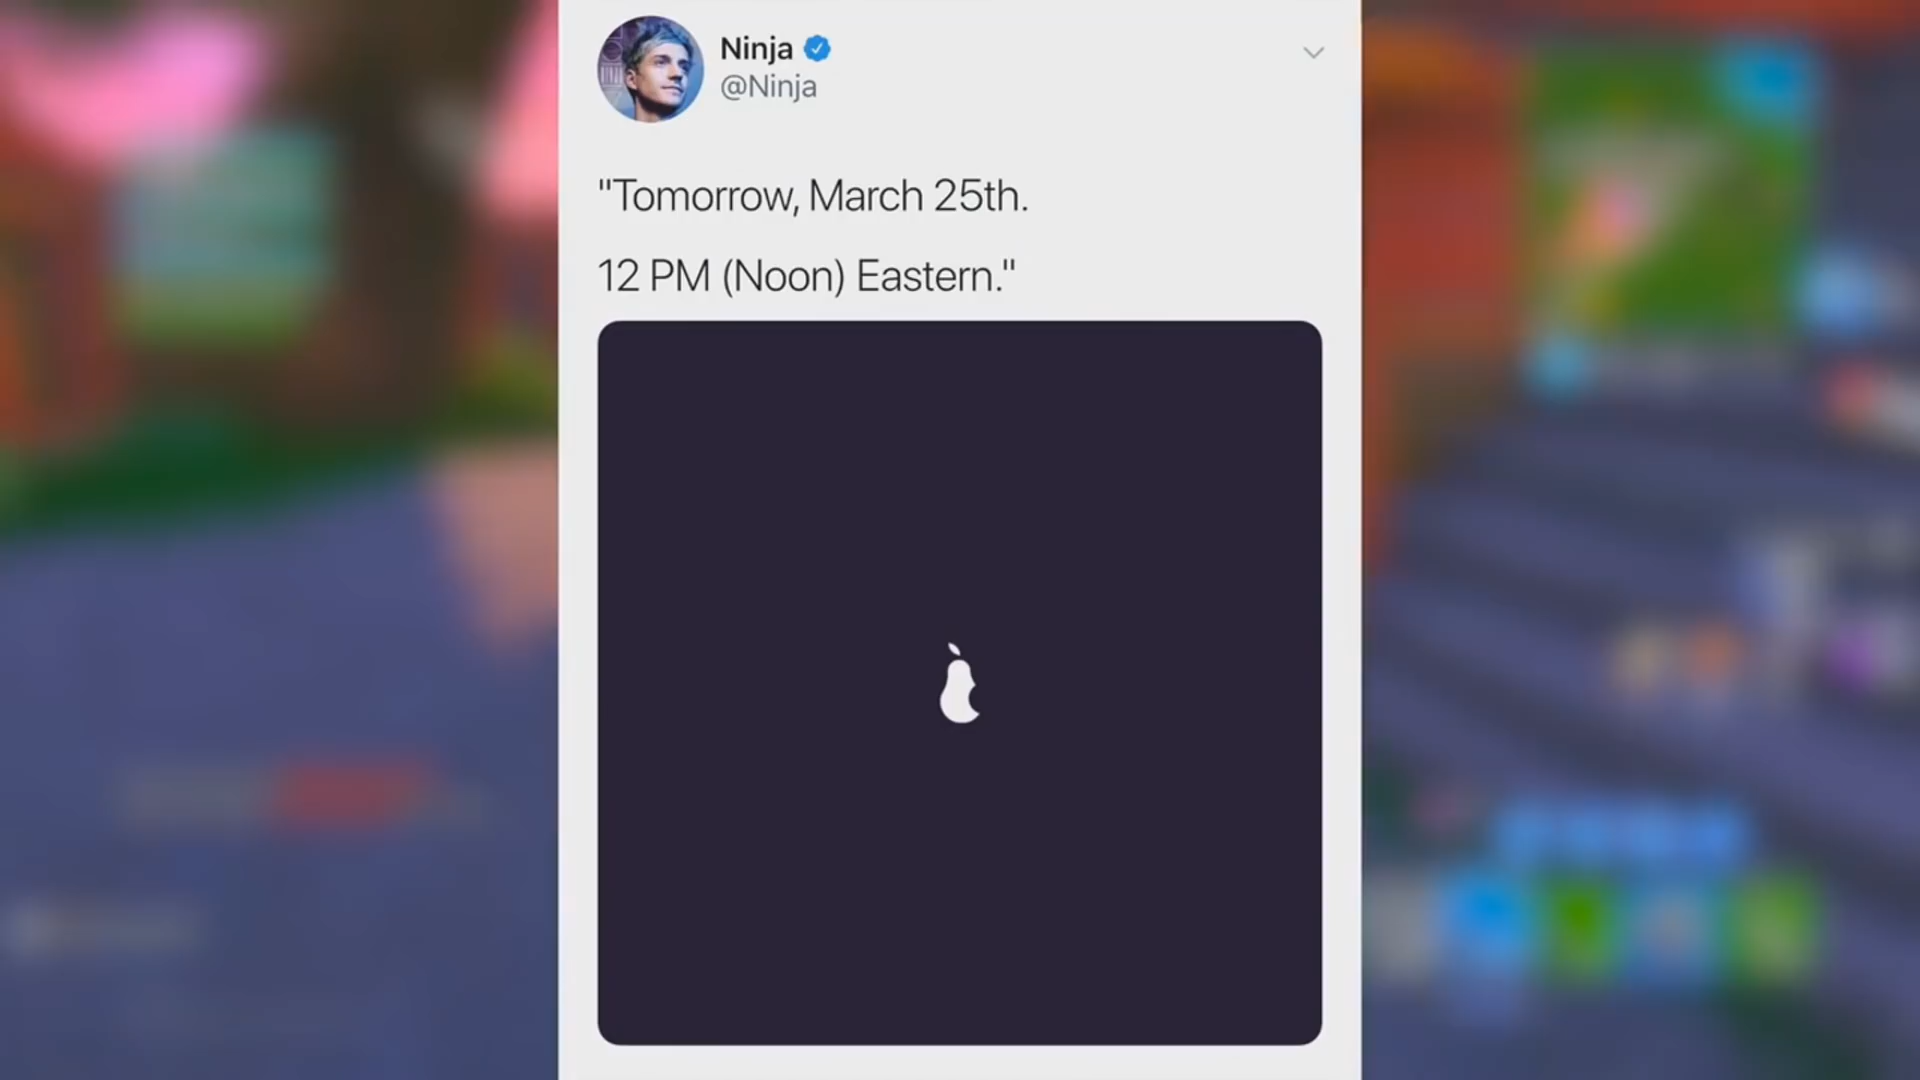 Ninja
@Ninja
"Tomorrow, March 25th.
12 PM (Noon) Eastern."